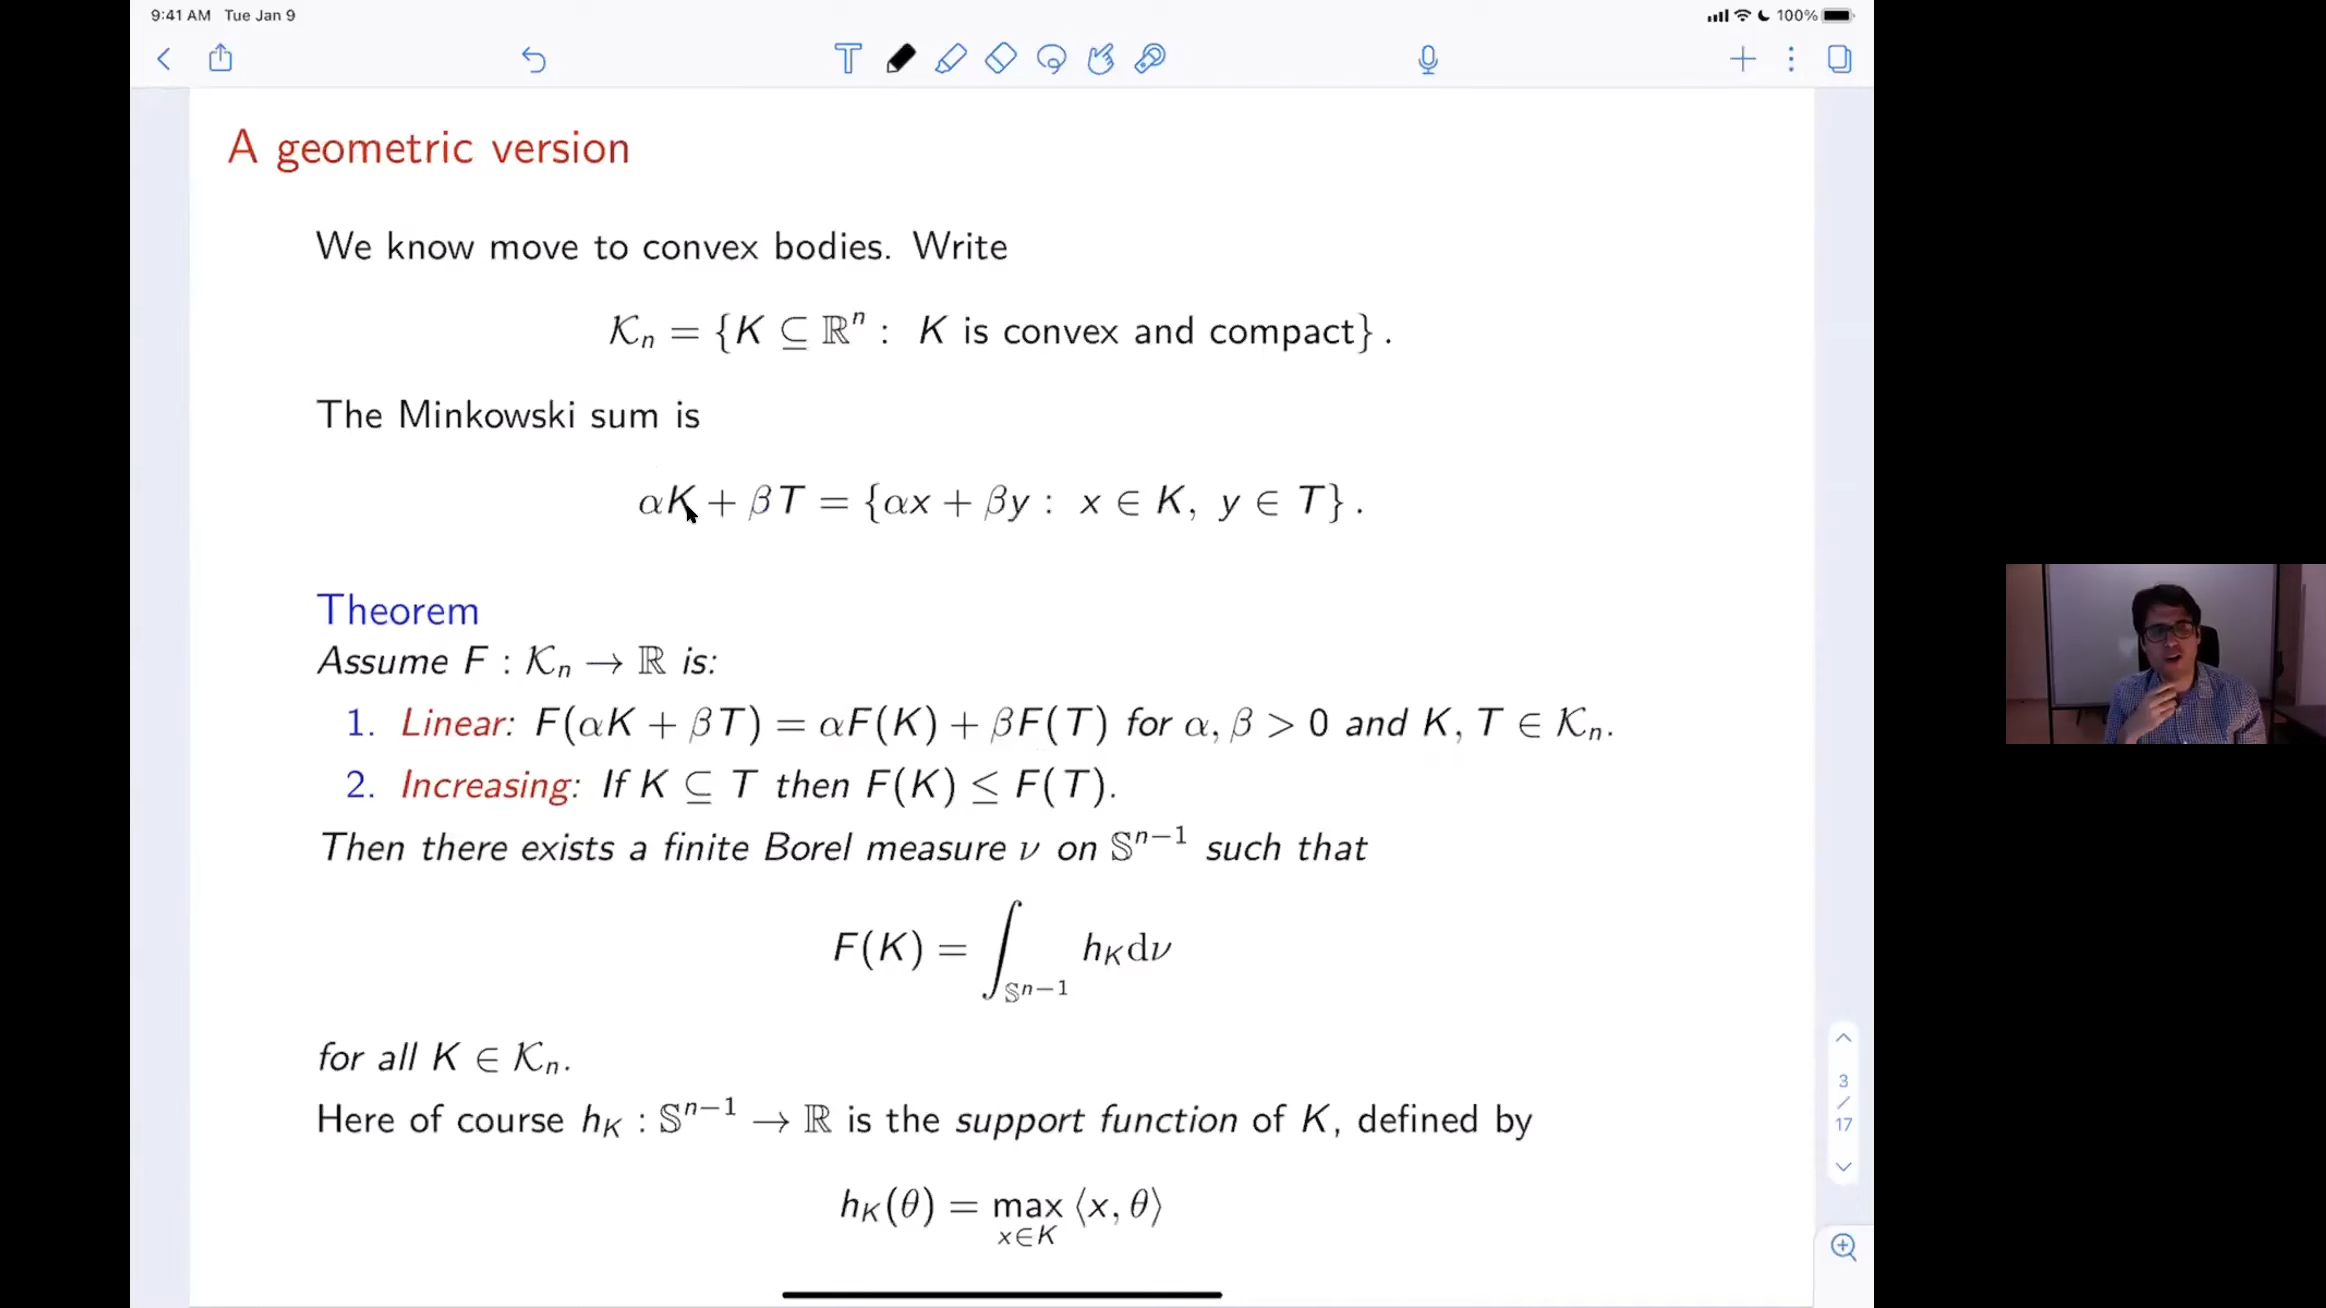 9:41 AM Tue Jan 9
100%
A geometric version
We know move to convex bodies. Write
𝒦ₙ = {K ⊆ ℝⁿ : K is convex and compact} .
The Minkowski sum is
αK + βT = {αx + βy : x ∈ K, y ∈ T} .
Theorem
Assume F : 𝒦ₙ → ℝ is:
1. Linear: F(αK + βT) = αF(K) + βF(T) for α, β > 0 and K, T ∈ 𝒦ₙ.
2. Increasing: If K ⊆ T then F(K) ≤ F(T).
Then there exists a finite Borel measure ν on 𝕊ⁿ⁻¹ such that
F(K) = ∫_{𝕊ⁿ⁻¹} h_K dν
for all K ∈ 𝒦ₙ.
Here of course h_K : 𝕊ⁿ⁻¹ → ℝ is the support function of K, defined by
h_K(θ) = max_{x∈K} ⟨x, θ⟩
3
/
17